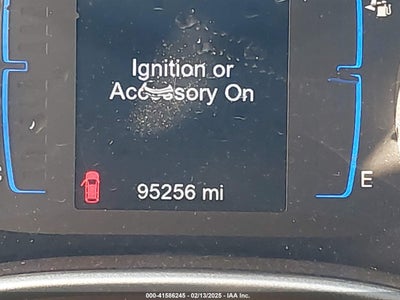 Ignition or
Accessory On
E
95256 mi
000-41586245 - 02/13/2025 - IAA Inc.